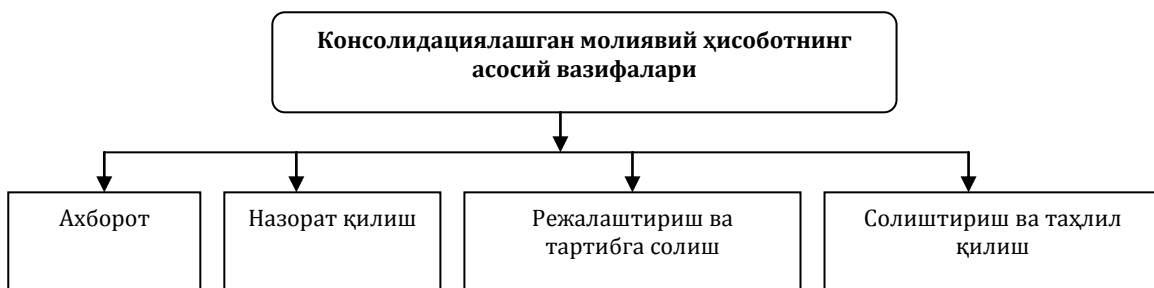 Консолидациялашган молиявий ҳисоботнинг
асосий вазифалари
Ахборот
Назорат қилиш
Режалаштириш ва
тартибга солиш
Солиштириш ва таҳлил
қилиш